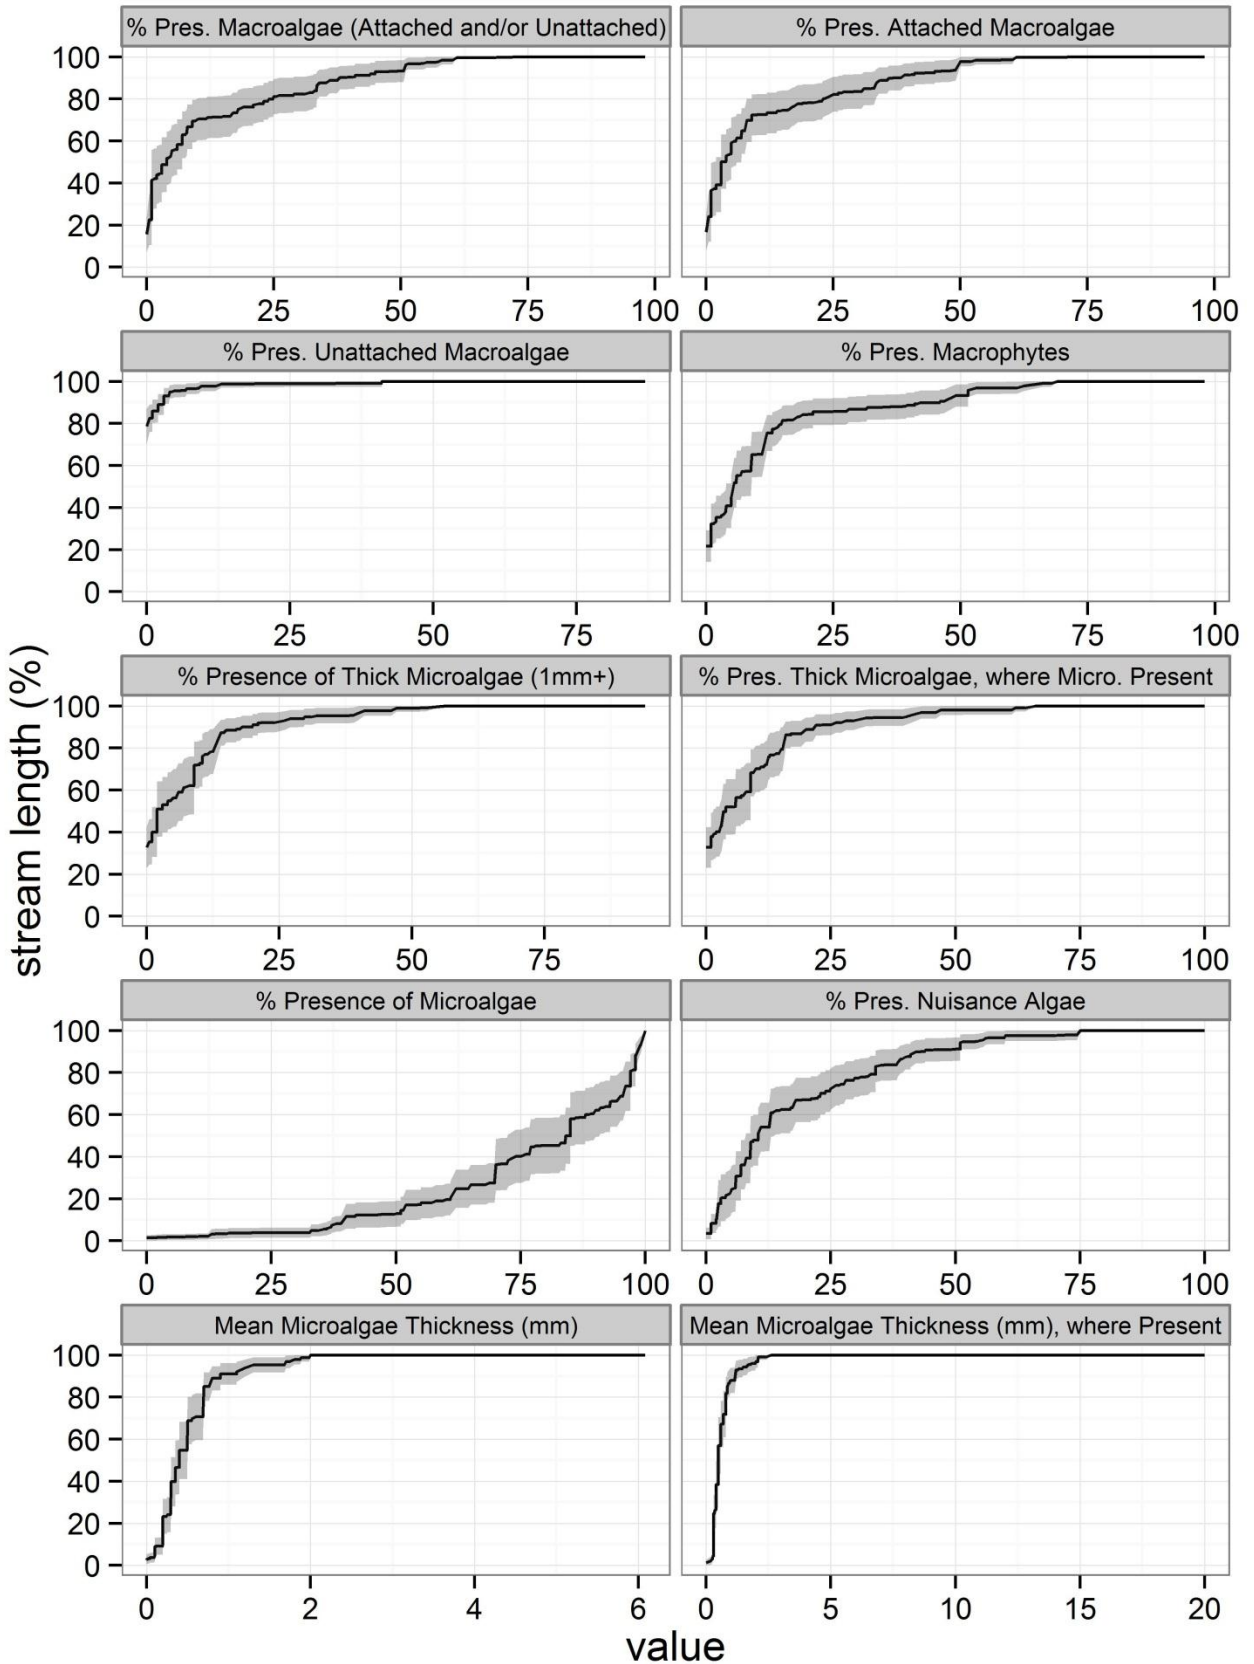 % Pres. Macroalgae (Attached and/or Unattached)
% Pres. Attached Macroalgae
100
80
60
40
20
0
0 25 50 75 100
0 25 50 75 100
% Pres. Unattached Macroalgae
% Pres. Macrophytes
100
80
60
40
20
0
0 25 50 75
0 25 50 75 100
% Presence of Thick Microalgae (1mm+)
% Pres. Thick Microalgae, where Micro. Present
100
80
60
40
20
0
0 25 50 75
0 25 50 75 100
stream length (%)
% Presence of Microalgae
% Pres. Nuisance Algae
100
80
60
40
20
0
0 25 50 75 100
0 25 50 75 100
Mean Microalgae Thickness (mm)
Mean Microalgae Thickness (mm), where Present
100
80
60
40
20
0
0 2 4 6
0 5 10 15 20
value